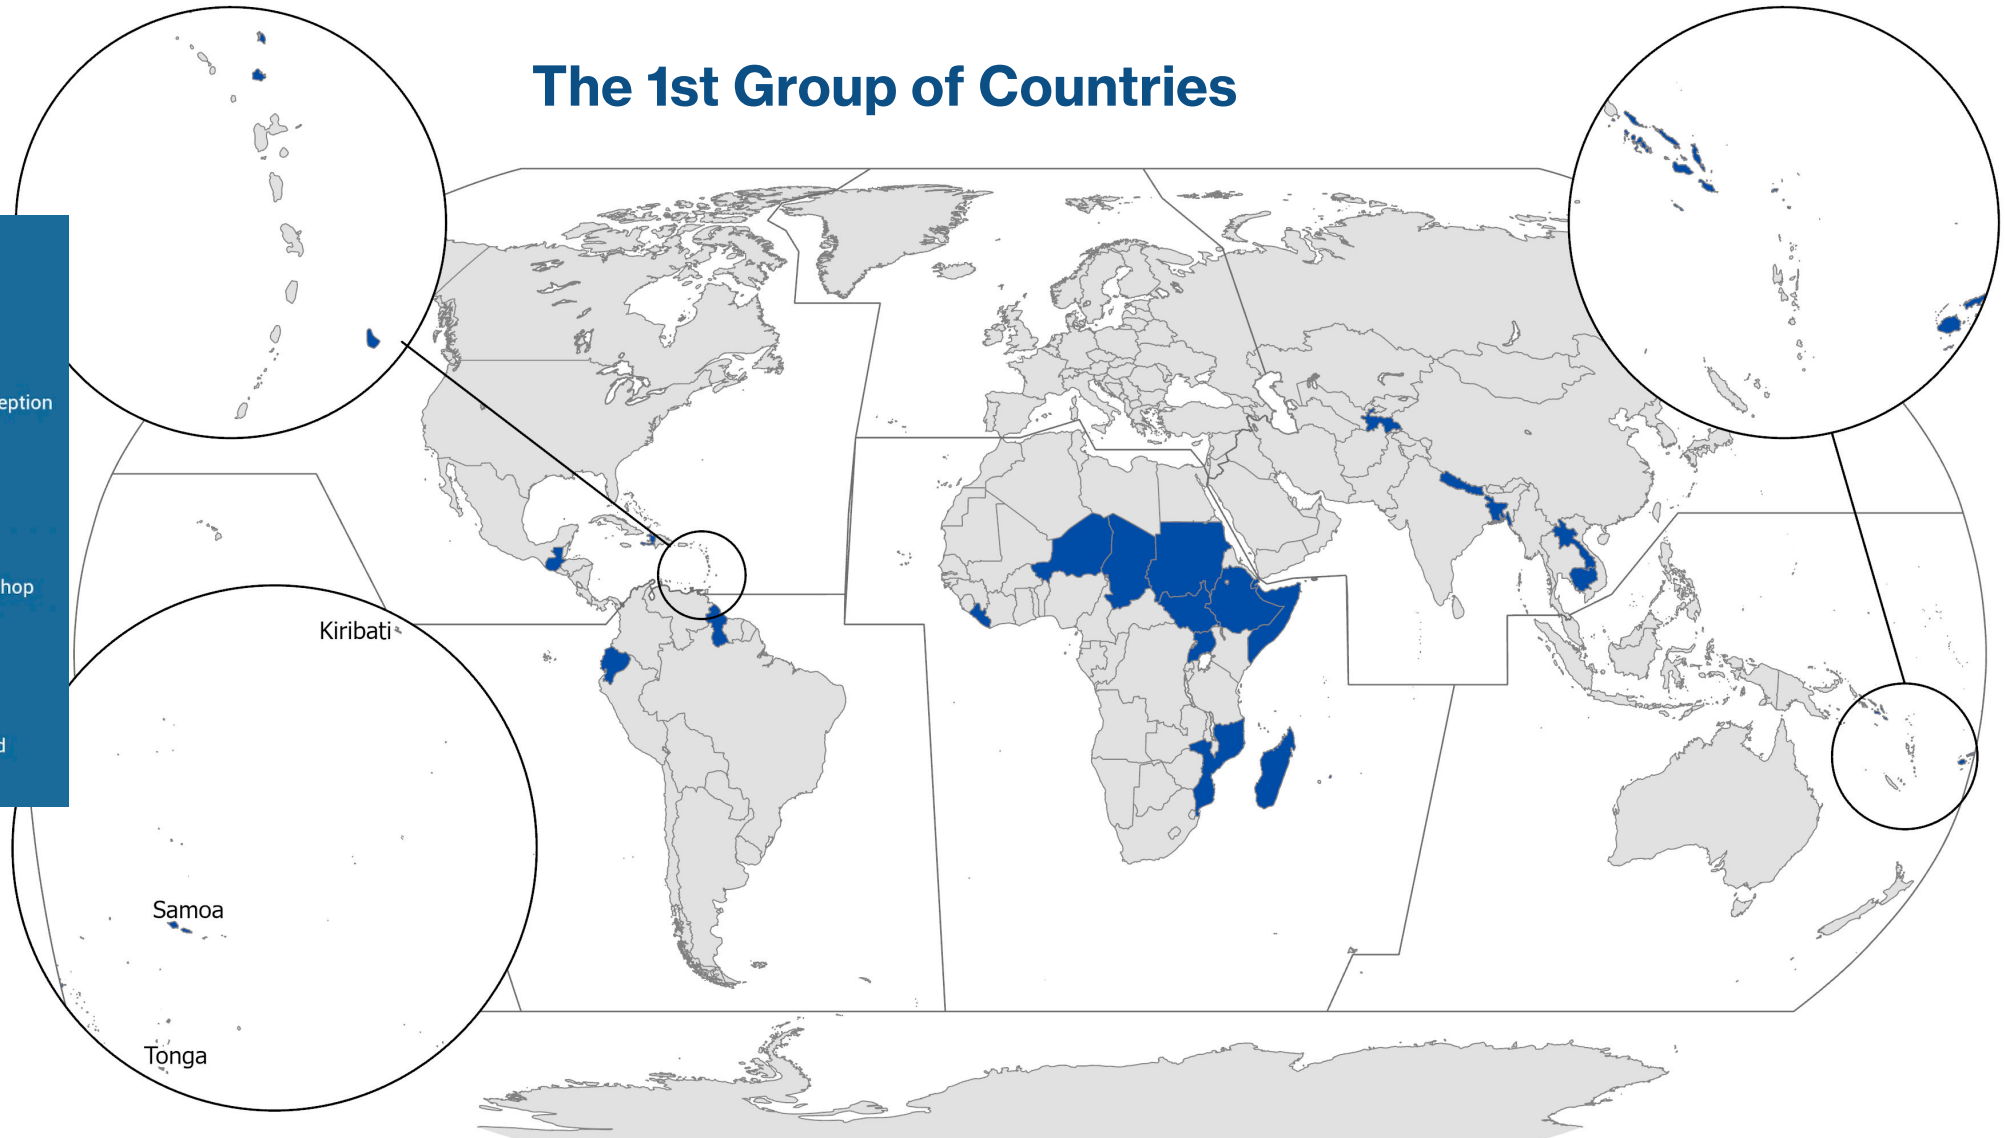 The 1st Group of Countries
eption
hop
d
Kiribati
Samoa
Tonga